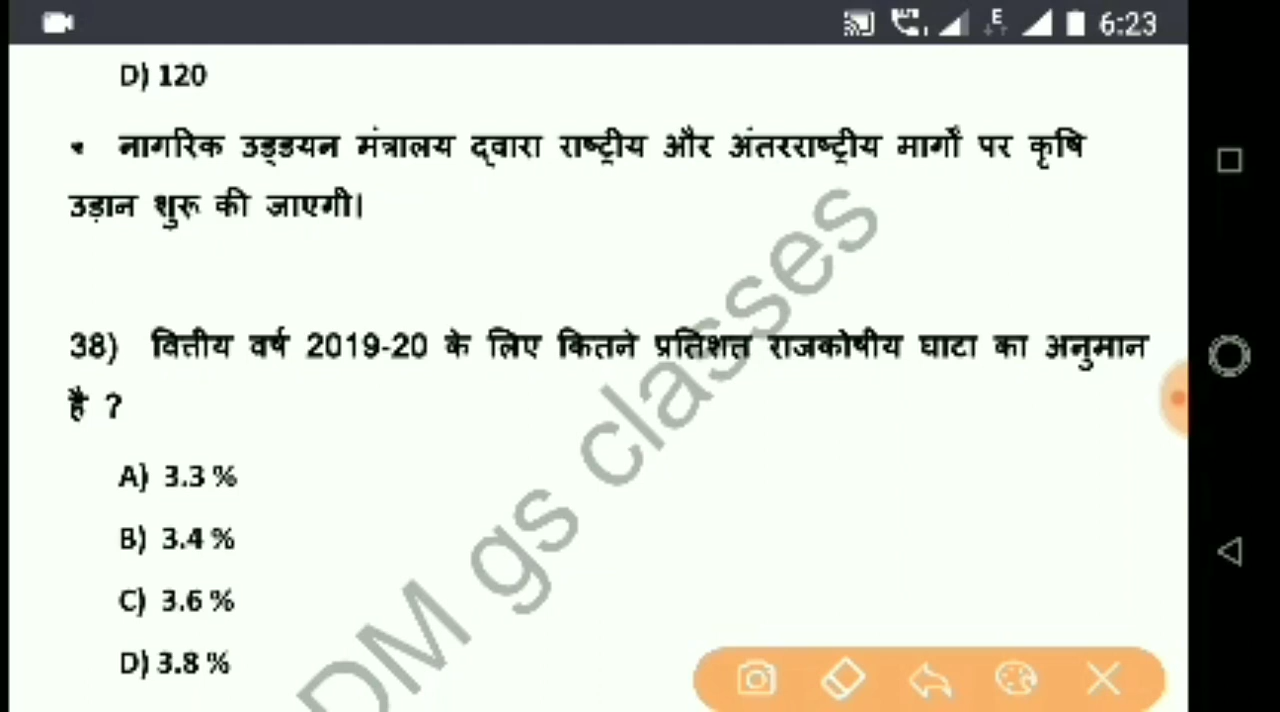 6:23
D) 120
• नागरिक उड्डयन मंत्रालय द्वारा राष्ट्रीय और अंतरराष्ट्रीय मार्गों पर कृषि
उड़ान शुरू की जाएगी।
38) वित्तीय वर्ष 2019-20 के लिए कितने प्रतिशत राजकोषीय घाटा का अनुमान
है ?
A) 3.3 %
B) 3.4 %
C) 3.6 %
D) 3.8 %
DM gs classes